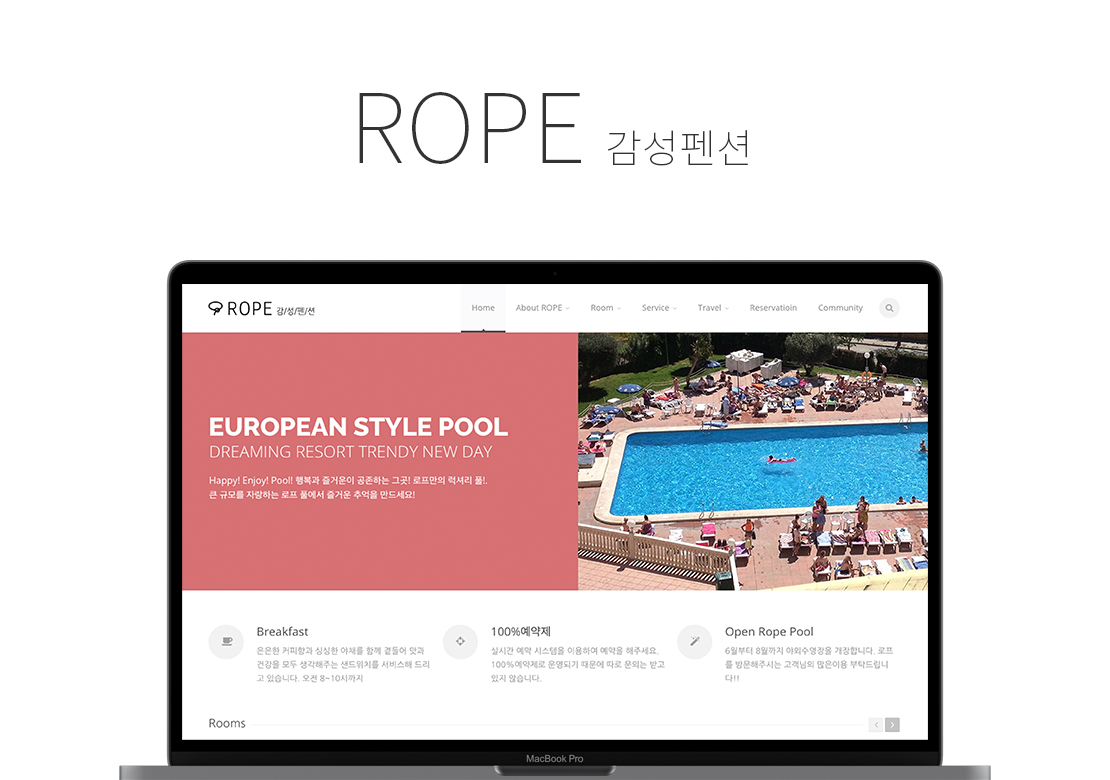 ROPE 감성펜션
ROPE 감/성/펜/션
Home About ROPE Room Service Travel Reservatioin Community
EUROPEAN STYLE POOL
DREAMING RESORT TRENDY NEW DAY
Happy! Enjoy! Pool! 행복과 즐거운이 공존하는 그곳! 로프만의 럭셔리 풀!.
큰 규모를 자랑하는 로프 풀에서 즐거운 추억을 만드세요!
Breakfast
은은한 커피향과 싱싱한 야채를 함께 곁들어 맛과
건강을 모두 생각해주는 샌드위치를 서비스해 드리
고 있습니다. 오전 8~10시까지
100%예약제
실시간 예약 시스템을 이용하여 예약을 해주세요.
100%예약제로 운영되기 때문에 따로 문의는 받고
있지 않습니다.
Open Rope Pool
6월부터 8월까지 야외수영장을 개장합니다. 로프
를 방문해주시는 고객님의 많은이용 부탁드립니
다!!
Rooms
MacBook Pro